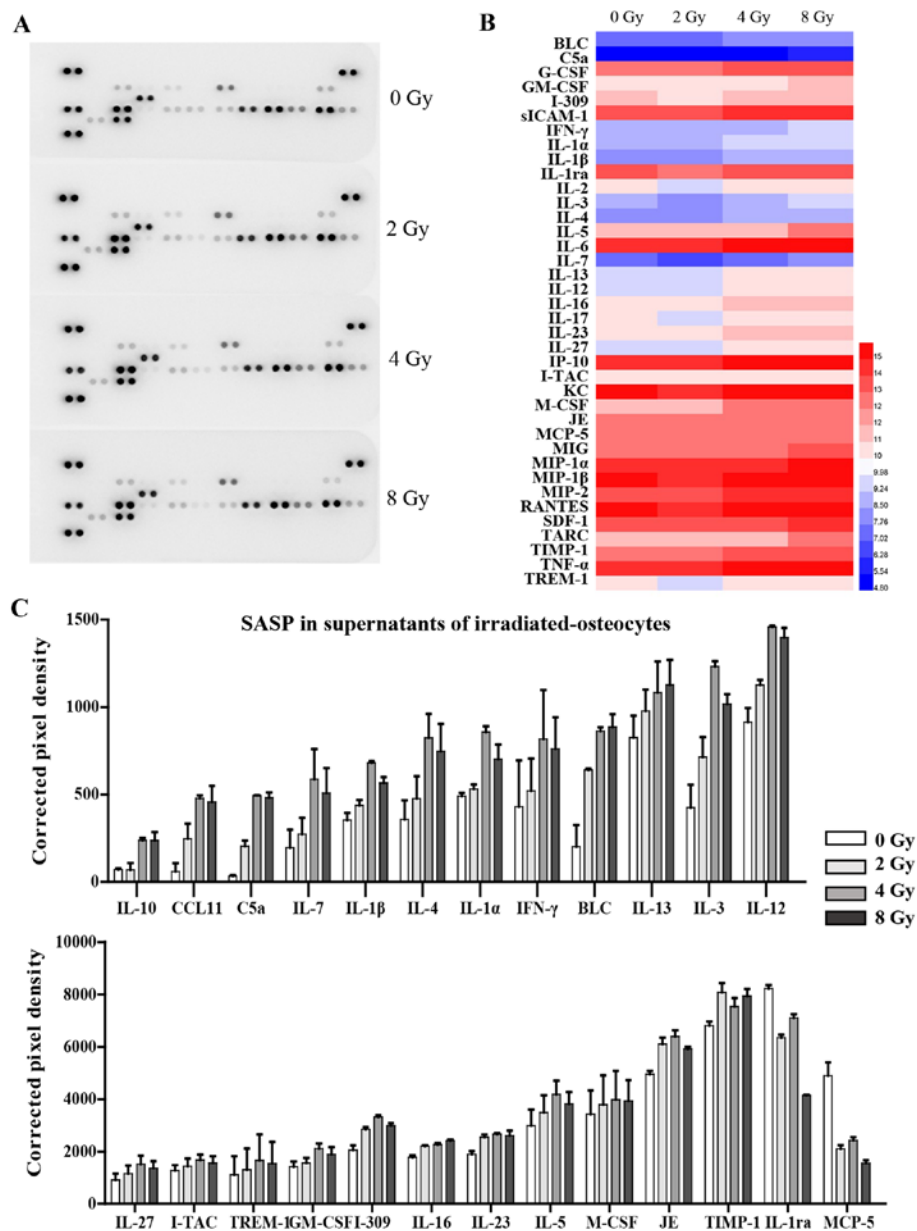 A
0 Gy
2 Gy
4 Gy
8 Gy
B
0 Gy 2 Gy 4 Gy 8 Gy
BLC
C5a
G-CSF
GM-CSF
I-309
sICAM-1
IFN-γ
IL-1α
IL-1β
IL-1ra
IL-2
IL-3
IL-4
IL-5
IL-6
IL-7
IL-13
IL-12
IL-16
IL-17
IL-23
IL-27
IP-10
I-TAC
KC
M-CSF
JE
MCP-5
MIG
MIP-1α
MIP-1β
MIP-2
RANTES
SDF-1
TARC
TIMP-1
TNF-α
TREM-1
15
14
13
12
12
11
10
9.98
9.24
8.50
7.76
7.02
6.28
5.54
4.80
C
SASP in supernatants of irradiated-osteocytes
Corrected pixel density
1500
1000
500
0
IL-10 CCL11 C5a IL-7 IL-1β IL-4 IL-1α IFN-γ BLC IL-13 IL-3 IL-12
0 Gy
2 Gy
4 Gy
8 Gy
Corrected pixel density
10000
8000
6000
4000
2000
0
IL-27 I-TAC TREM-1 GM-CSF I-309 IL-16 IL-23 IL-5 M-CSF JE TIMP-1 IL-1ra MCP-5